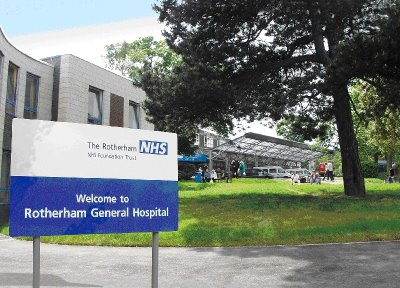 The Rotherham NHS
NHS Foundation Trust
Welcome to
Rotherham General Hospital